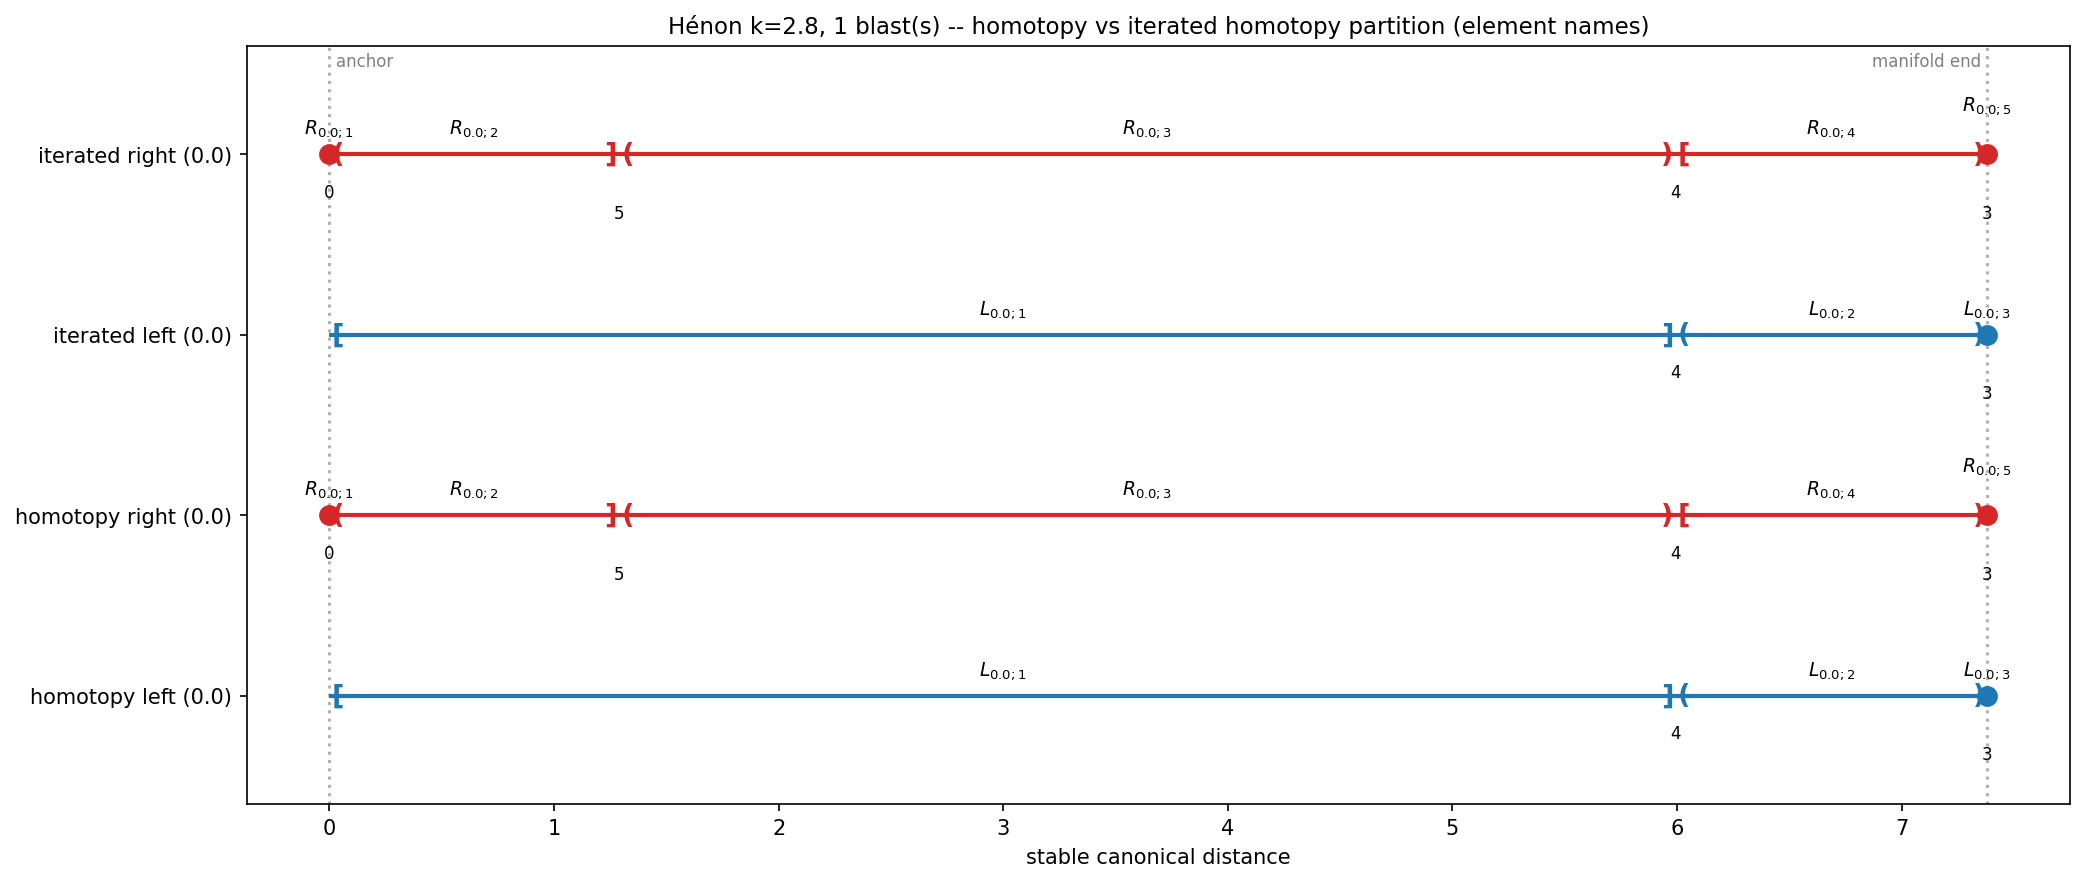 Hénon k=2.8, 1 blast(s) -- homotopy vs iterated homotopy partition (element names)
anchor
manifold end
iterated right (0.0)
R0.0;1
R0.0;2
R0.0;3
R0.0;4
R0.0;5
( ] ( ) [ )
0
5
4
3
iterated left (0.0)
L0.0;1
L0.0;2
L0.0;3
[ ] ( )
4
3
homotopy right (0.0)
R0.0;1
R0.0;2
R0.0;3
R0.0;4
R0.0;5
( ] ( ) [ )
0
5
4
3
homotopy left (0.0)
L0.0;1
L0.0;2
L0.0;3
[ ] ( )
4
3
0 1 2 3 4 5 6 7
stable canonical distance